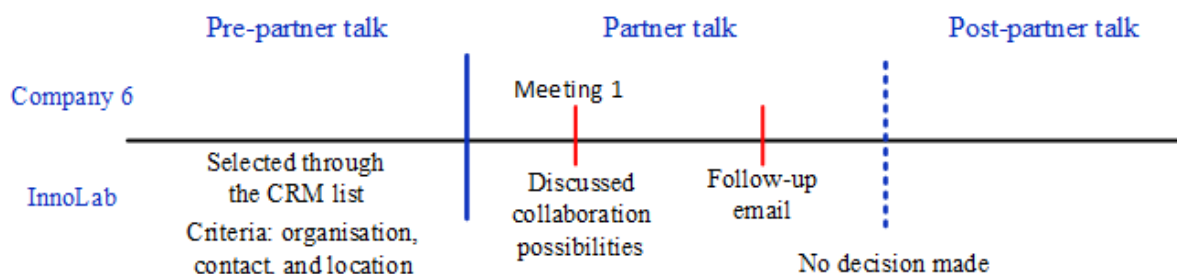 Pre-partner talk
Partner talk
Post-partner talk
Company 6
Meeting 1
InnoLab
Selected through
the CRM list
Criteria: organisation,
contact, and location
Discussed
collaboration
possibilities
Follow-up
email
No decision made